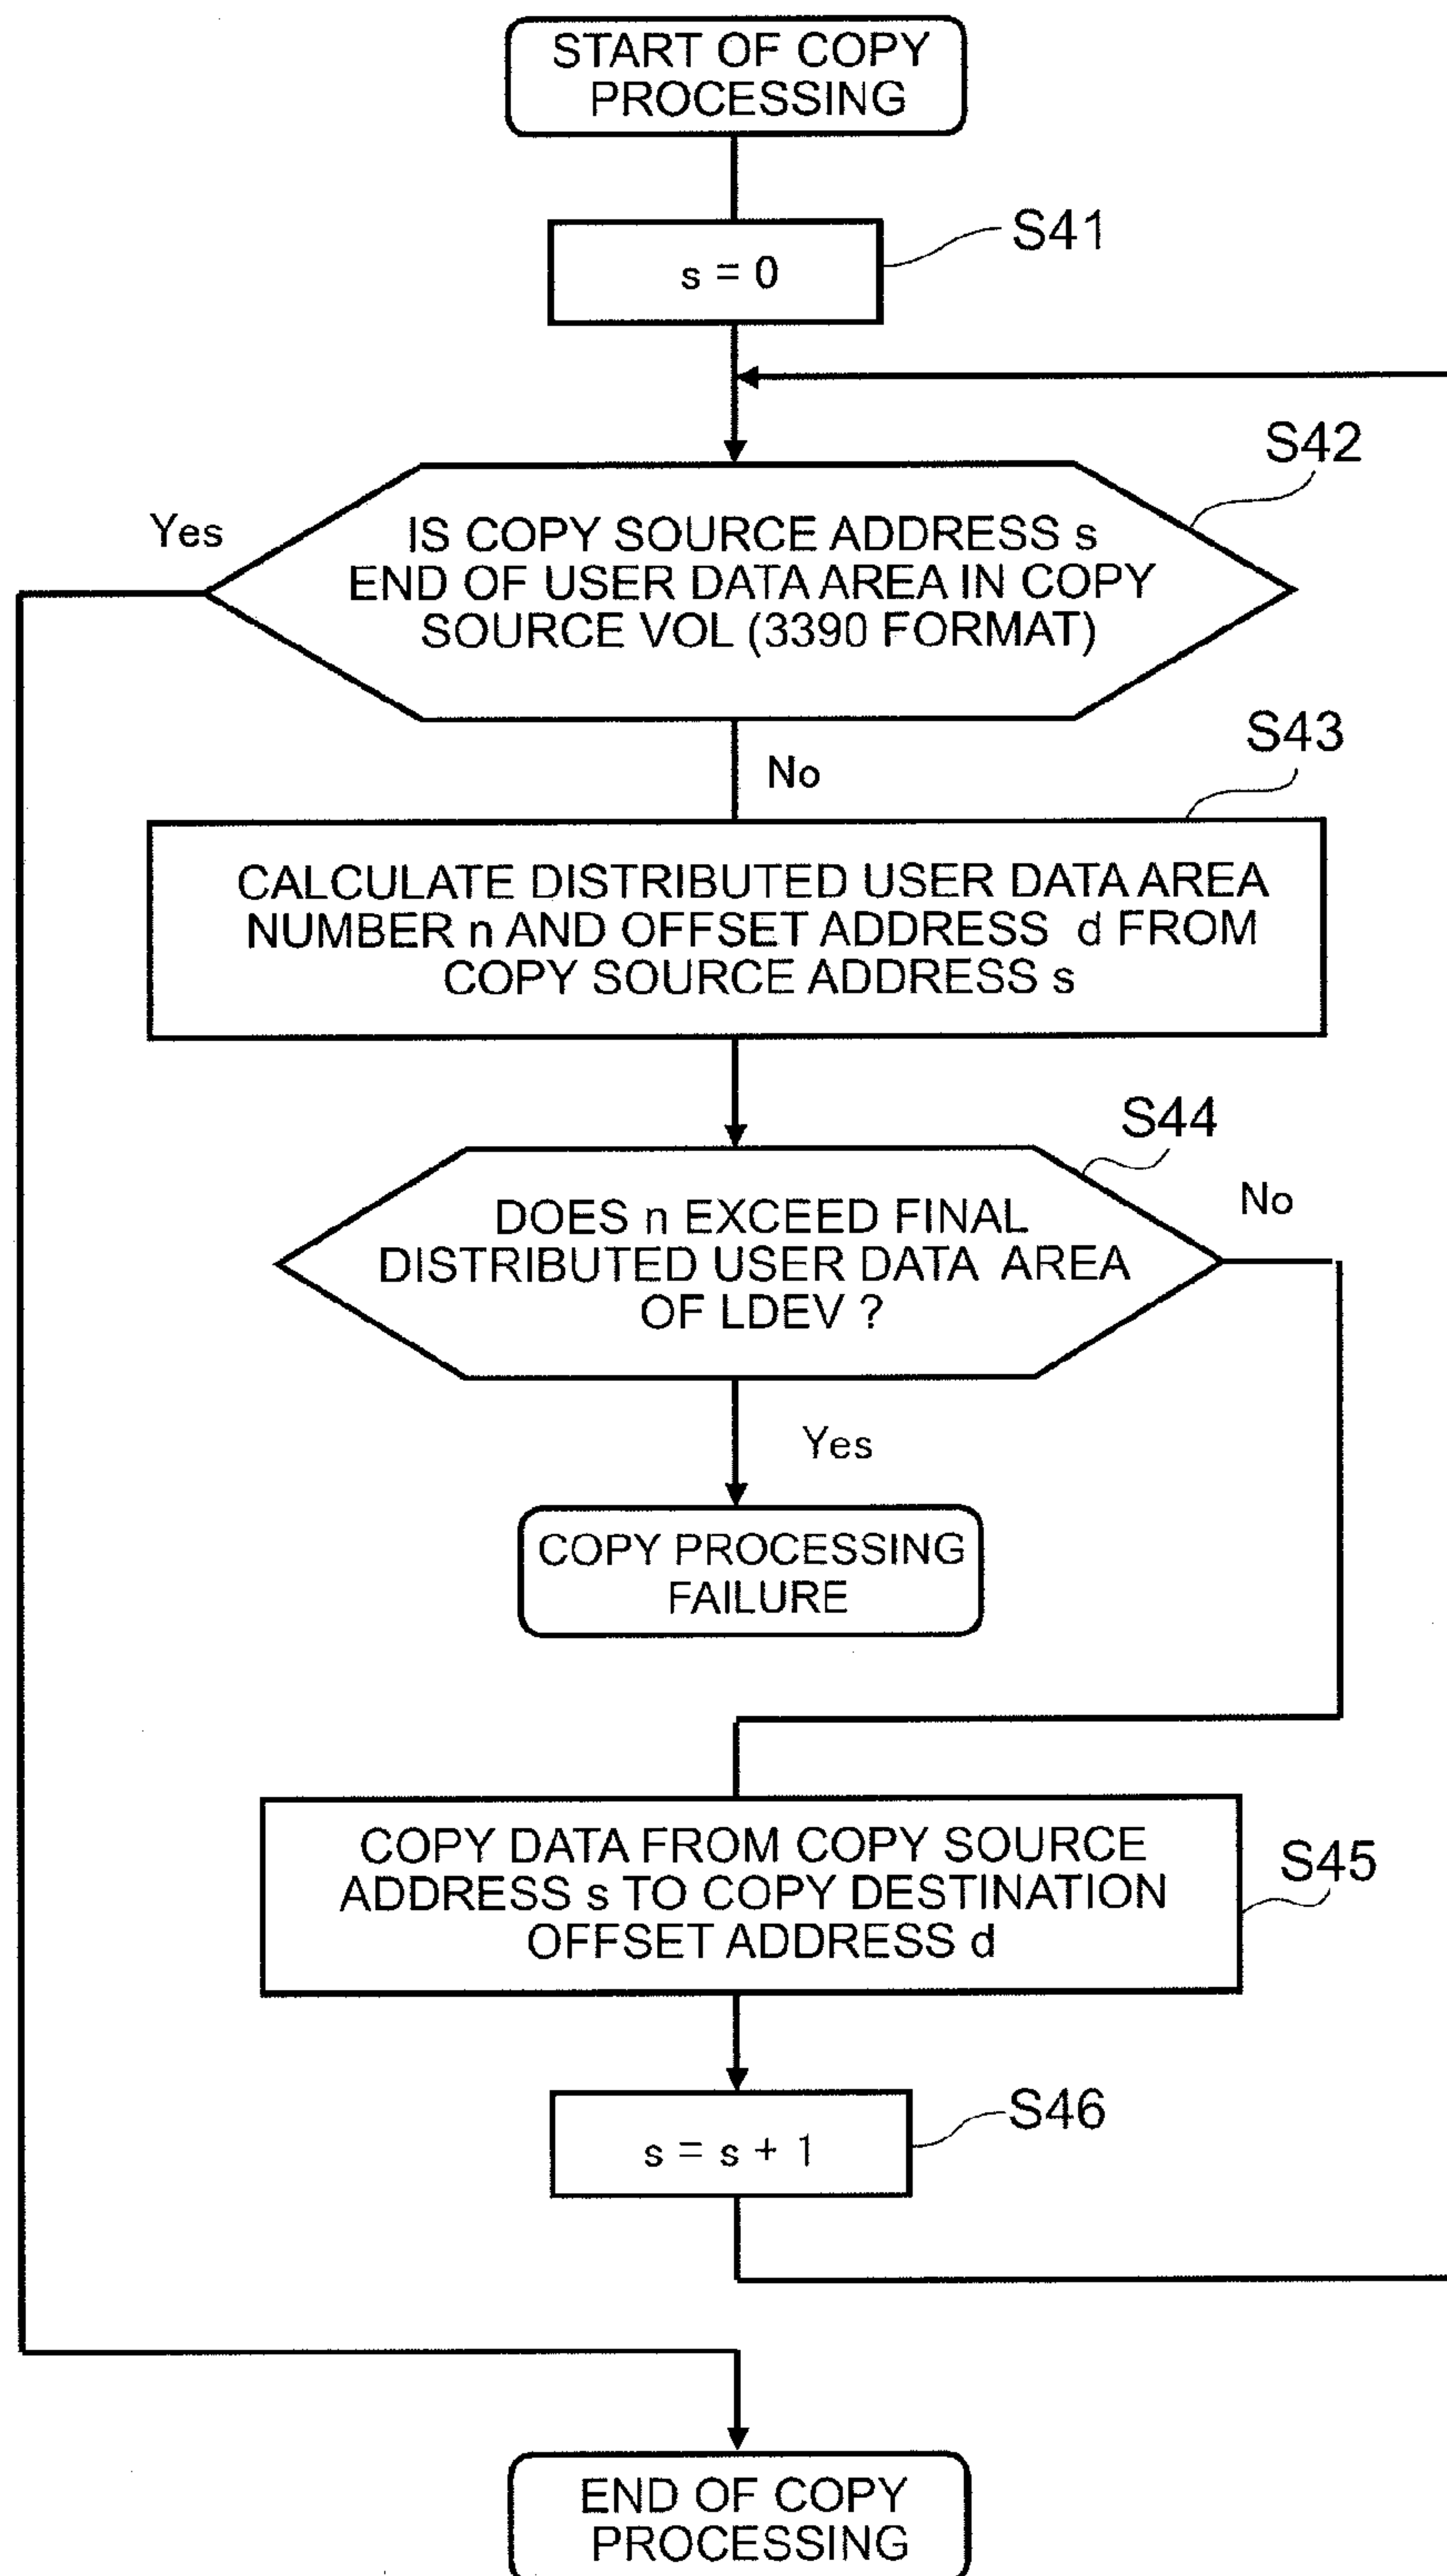 START OF COPY
PROCESSING
S41
s = 0
S42
Yes
IS COPY SOURCE ADDRESS s
END OF USER DATA AREA IN COPY
SOURCE VOL (3390 FORMAT)
No
S43
CALCULATE DISTRIBUTED USER DATA AREA
NUMBER n AND OFFSET ADDRESS d FROM
COPY SOURCE ADDRESS s
S44
No
DOES n EXCEED FINAL
DISTRIBUTED USER DATA AREA
OF LDEV ?
Yes
COPY PROCESSING
FAILURE
COPY DATA FROM COPY SOURCE
ADDRESS s TO COPY DESTINATION
OFFSET ADDRESS d
S45
S46
s = s + 1
END OF COPY
PROCESSING